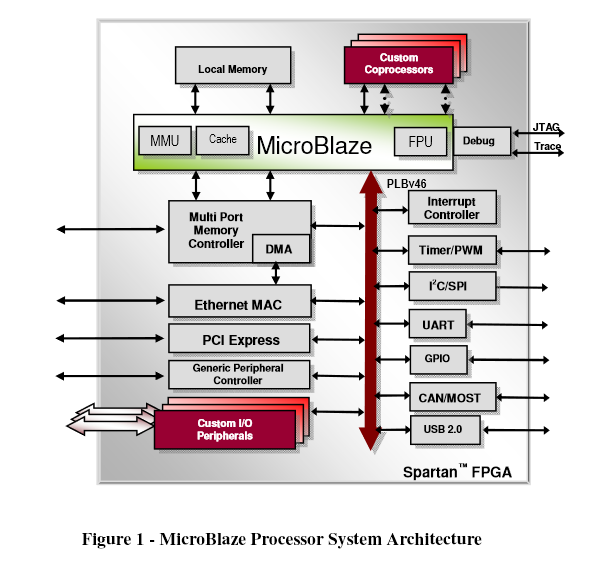 Local Memory
Custom
Coprocessors
MMU
Cache
MicroBlaze
FPU
Debug
JTAG
Trace
PLBv46
Multi Port
Memory
Controller
DMA
Interrupt
Controller
Timer/PWM
I²C/SPI
Ethernet MAC
UART
PCI Express
GPIO
Generic Peripheral
Controller
CAN/MOST
Custom I/O
Peripherals
USB 2.0
Spartan™ FPGA
Figure 1 - MicroBlaze Processor System Architecture